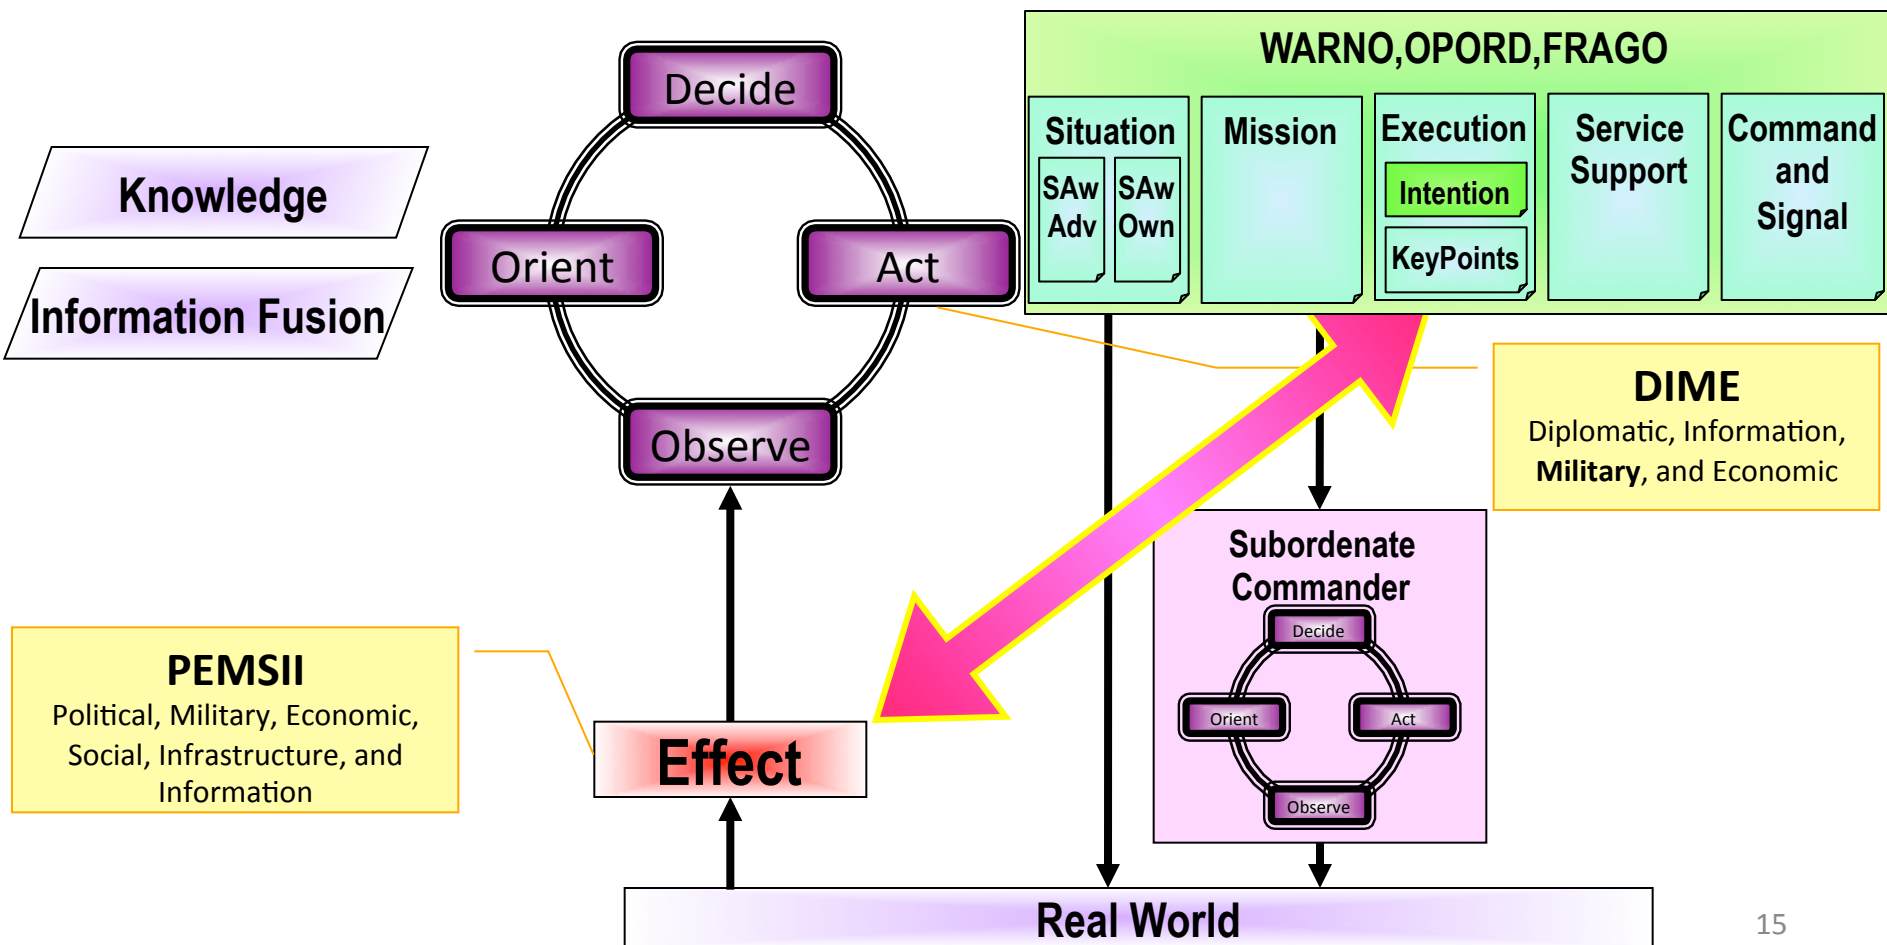 Decide
Knowledge
Orient
Act
Information Fusion
Observe
WARNO,OPORD,FRAGO
Situation
SAw
Adv
SAw
Own
Mission
Execution
Intention
KeyPoints
Service
Support
Command
and
Signal
DIME
Diplomatic, Information,
Military, and Economic
Subordenate
Commander
Decide
Orient
Act
Observe
PEMSII
Political, Military, Economic,
Social, Infrastructure, and
Information
Effect
Real World
15